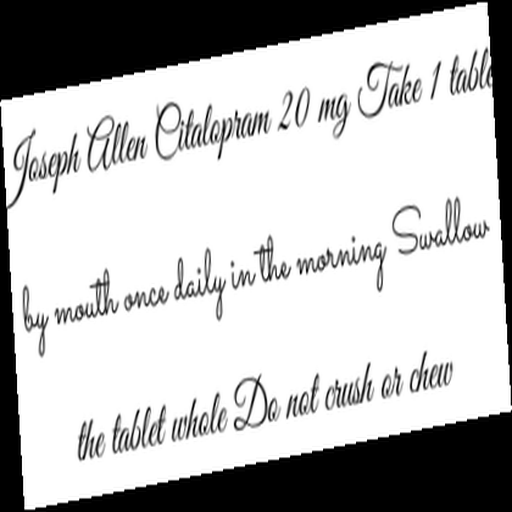 Joseph Allen Citalopram 20 mg Take 1 table
by mouth once daily in the morning Swallow
the tablet whole Do not crush or chew